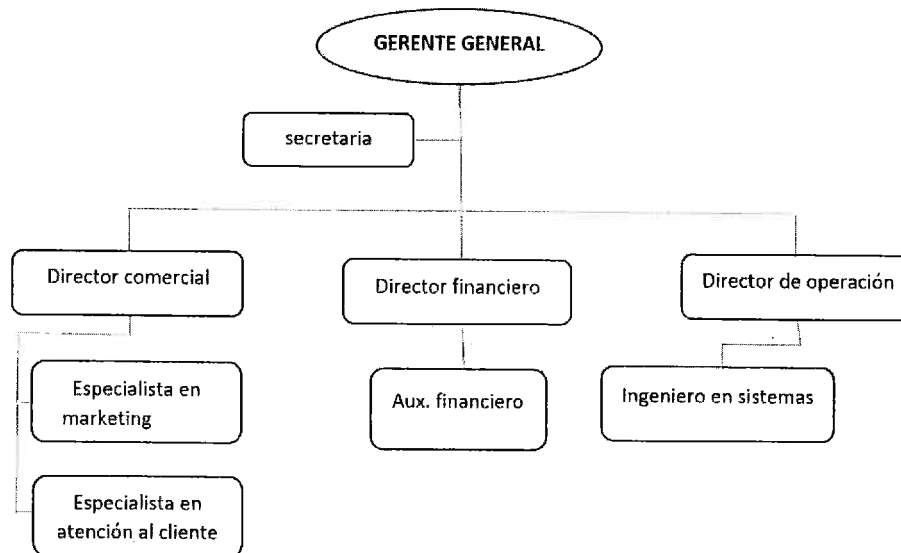 GERENTE GENERAL
secretaria
Director comercial
Director financiero
Director de operación
Especialista en
marketing
Aux. financiero
Ingeniero en sistemas
Especialista en
atención al cliente